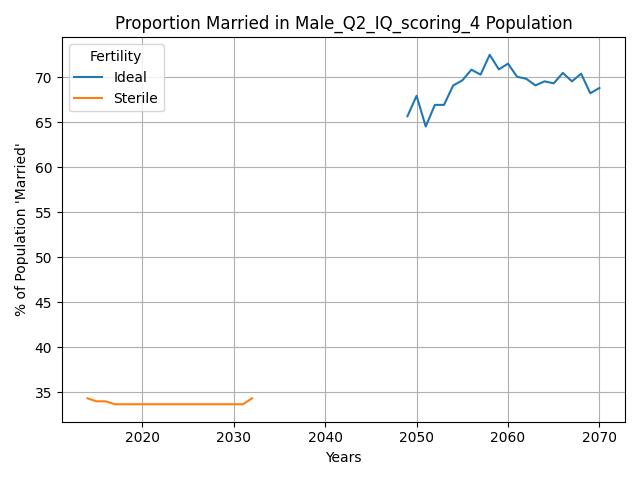 Proportion Married in Male_Q2_IQ_scoring_4 Population
Fertility
Ideal
Sterile
% of Population 'Married'
70
65
60
55
50
45
40
35
2020 2030 2040 2050 2060 2070
Years